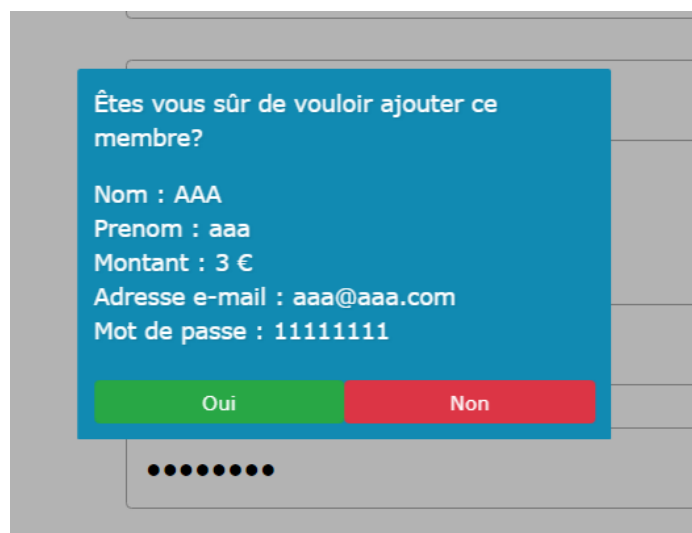 Êtes vous sûr de vouloir ajouter ce
membre?
Nom : AAA
Prenom : aaa
Montant : 3 €
Adresse e-mail : aaa@aaa.com
Mot de passe : 11111111
Oui Non
●●●●●●●●